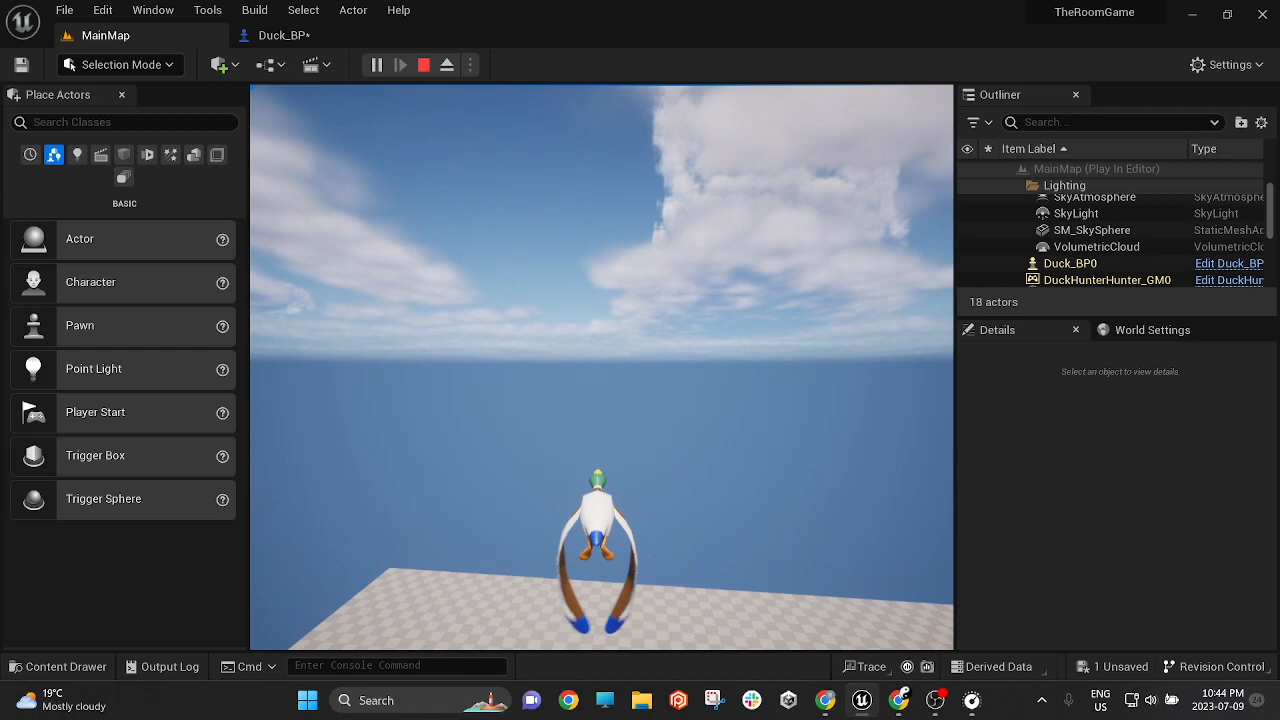 File Edit Window Tools Build Select Actor Help TheRoomGame
MainMap Duck_BP*
Selection Mode Settings
Place Actors Outliner
Search Classes Search...
Item Label Type
MainMap (Play In Editor)
Lighting
BASIC
SkyAtmosphere SkyAtmosphe
SkyLight SkyLight
SM_SkySphere StaticMeshAc
VolumetricCloud VolumetricClo
Duck_BP0 Edit Duck_BP
DuckHunterHunter_GM0 Edit DuckHun
18 actors
Details World Settings
Select an object to view details.
Actor
Character
Pawn
Point Light
Player Start
Trigger Box
Trigger Sphere
Content Drawer Output Log Cmd Enter Console Command Trace Derived Data 1 Unsaved Revision Control
19°C
Mostly cloudy
Search
ENG
US
10:44 PM
2023-07-09
24